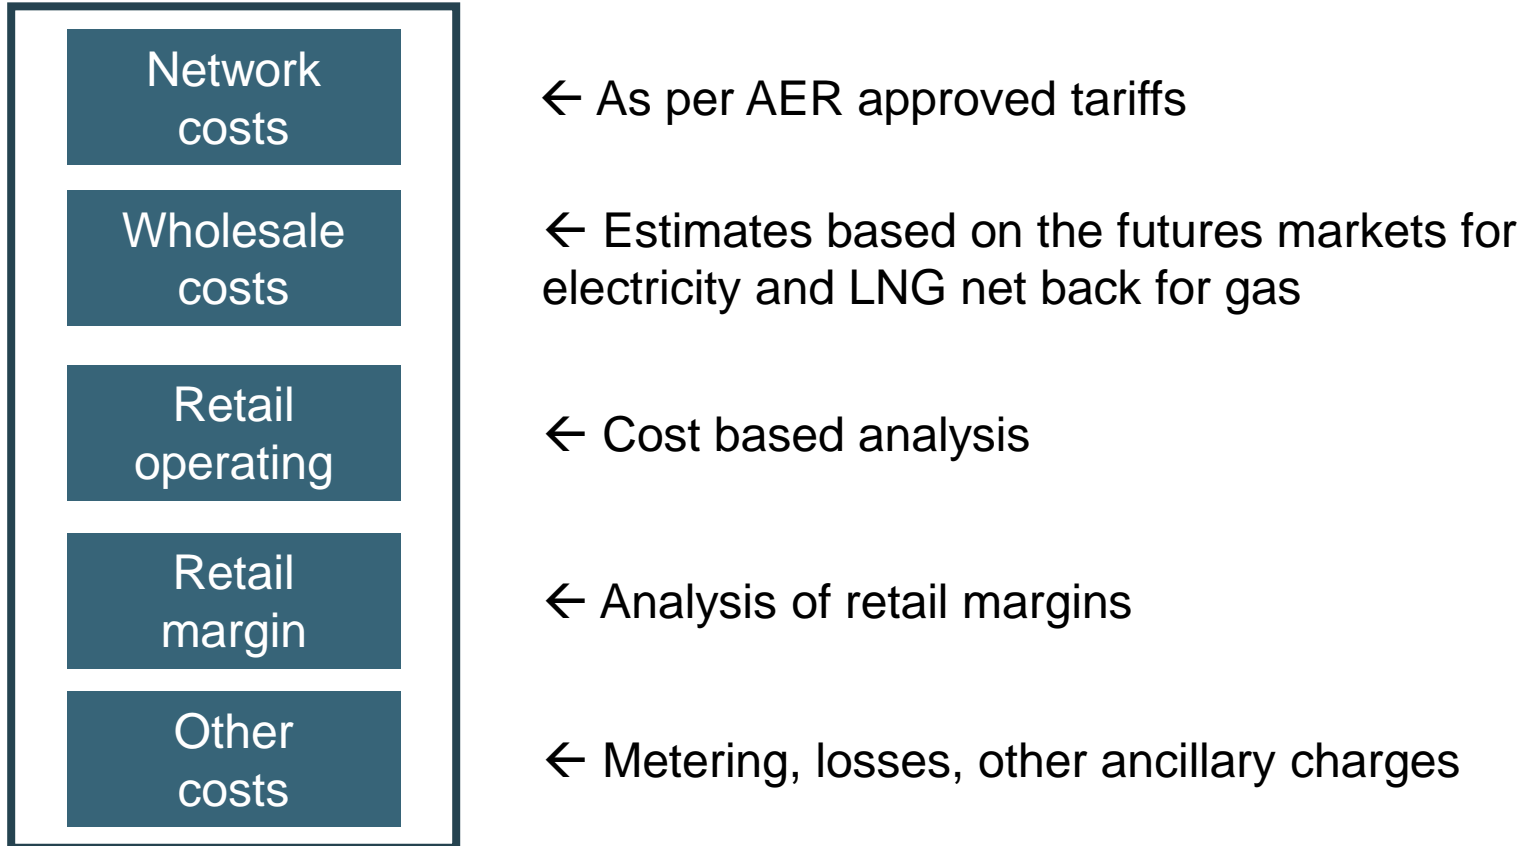 Network
costs
← As per AER approved tariffs
Wholesale
costs
← Estimates based on the futures markets for
electricity and LNG net back for gas
Retail
operating
← Cost based analysis
Retail
margin
← Analysis of retail margins
Other
costs
← Metering, losses, other ancillary charges